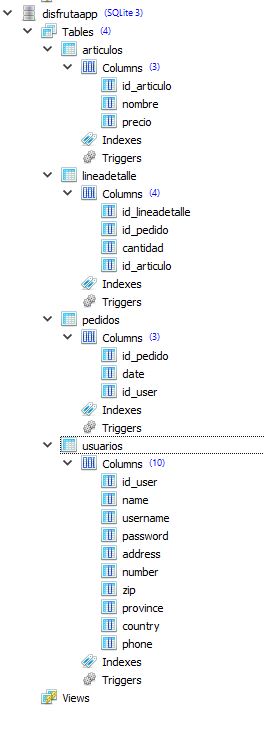 disfrutaapp (SQLite 3)
Tables (4)
articulos
Columns (3)
id_articulo
nombre
precio
Indexes
Triggers
lineadetalle
Columns (4)
id_lineadetalle
id_pedido
cantidad
id_articulo
Indexes
Triggers
pedidos
Columns (3)
id_pedido
date
id_user
Indexes
Triggers
usuarios
Columns (10)
id_user
name
username
password
address
number
zip
province
country
phone
Indexes
Triggers
Views